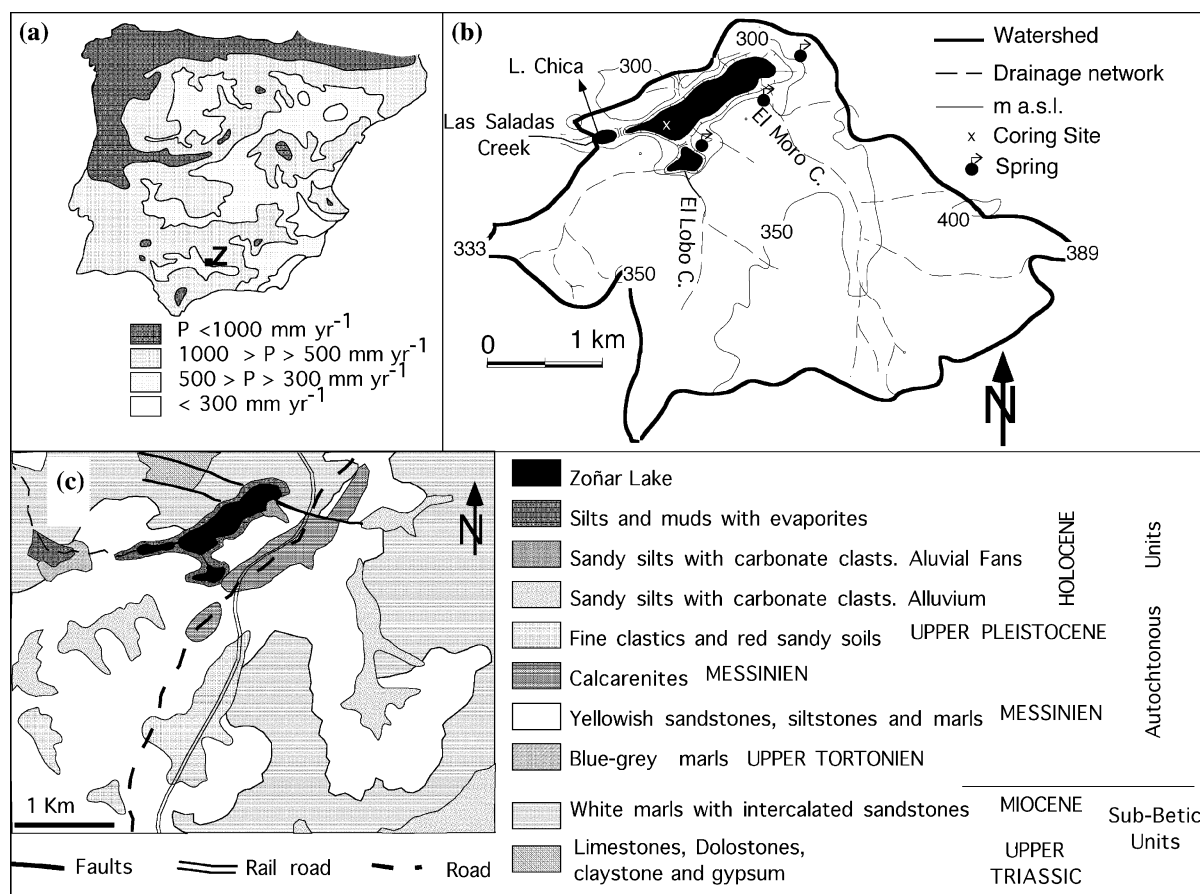 (a)
Z
P <1000 mm yr-1
1000 > P > 500 mm yr-1
500 > P > 300 mm yr-1
< 300 mm yr-1
(b)
300
L. Chica
300
Las Saladas
Creek
El Moro C.
El Lobo C.
350
400
333
350
389
0 1 km
N
Watershed
Drainage network
m a.s.l.
x Coring Site
Spring
(c)
N
1 Km
Faults
Rail road
Road
Zoñar Lake
Silts and muds with evaporites
Sandy silts with carbonate clasts. Aluvial Fans
Sandy silts with carbonate clasts. Alluvium
HOLOCENE
Fine clastics and red sandy soils UPPER PLEISTOCENE
Calcarenites MESSINIEN
Yellowish sandstones, siltstones and marls MESSINIEN
Blue-grey marls UPPER TORTONIEN
Autochtonous Units
White marls with intercalated sandstones MIOCENE
Limestones, Dolostones,
claystone and gypsum
UPPER
TRIASSIC
Sub-Betic
Units